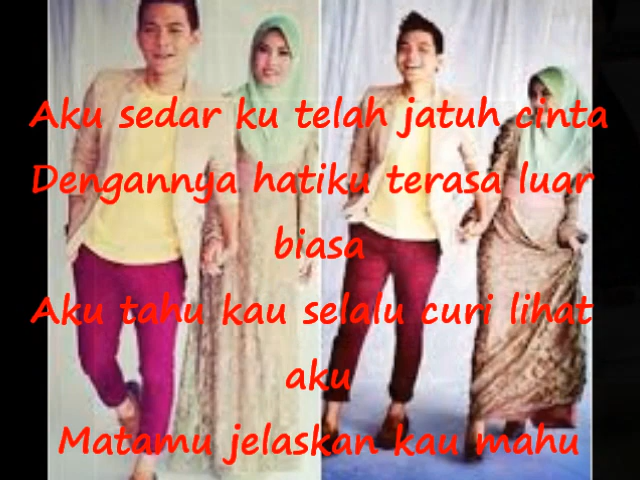 Aku sedar ku telah jatuh cinta
Dengannya hatiku terasa luar
biasa
Aku tahu kau selalu curi lihat
aku
Matamu jelaskan kau mahu